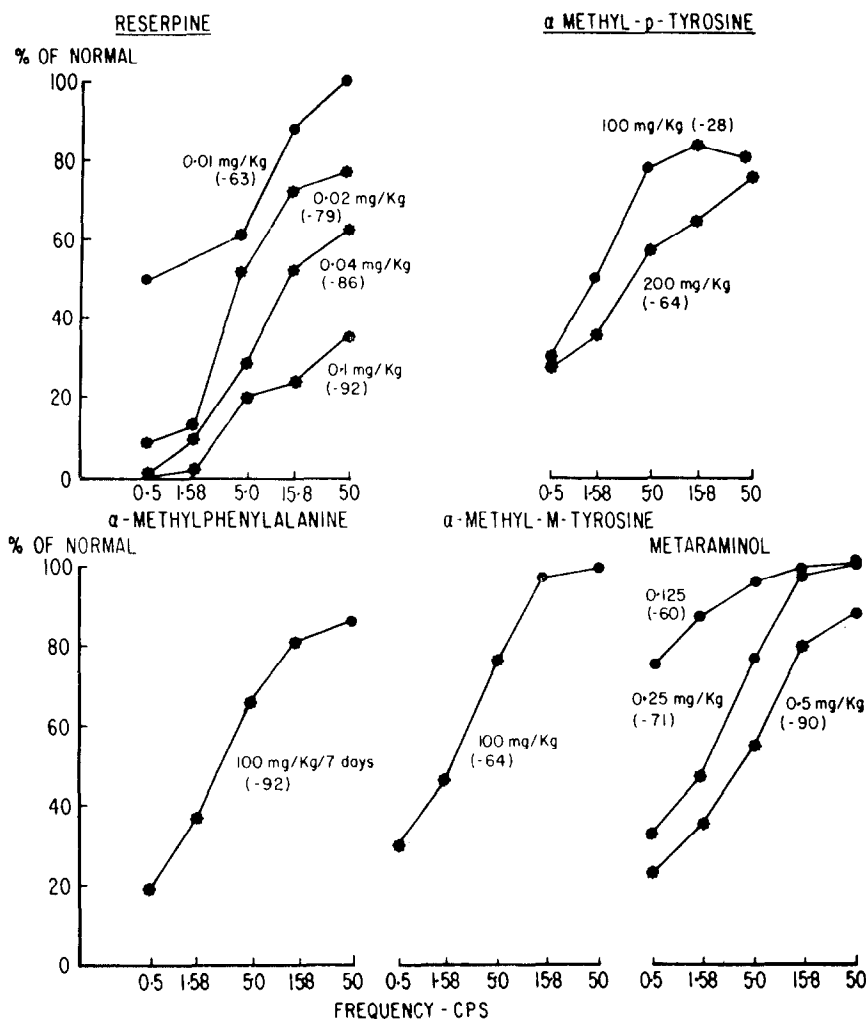 RESERPINE
α METHYL-p-TYROSINE
% OF NORMAL
100
80
60
40
20
0
0·01 mg/Kg
(-63)
0·02 mg/Kg
(-79)
0·04 mg/Kg
(-86)
0·1 mg/Kg
(-92)
0·5 1·58 5·0 15·8 50
100 mg/Kg (-28)
200 mg/Kg
(-64)
0·5 1·58 5·0 15·8 50
α-METHYLPHENYLALANINE
α-METHYL-M-TYROSINE
% OF NORMAL
METARAMINOL
100
80
60
40
20
0
100 mg/Kg/7 days
(-92)
0·5 1·58 5·0 15·8 50
100 mg/Kg
(-64)
0·5 1·58 5·0 15·8 50
0·125
(-60)
0·25 mg/Kg
(-71)
0·5 mg/Kg
(-90)
0·5 1·58 5·0 15·8 50
FREQUENCY - CPS